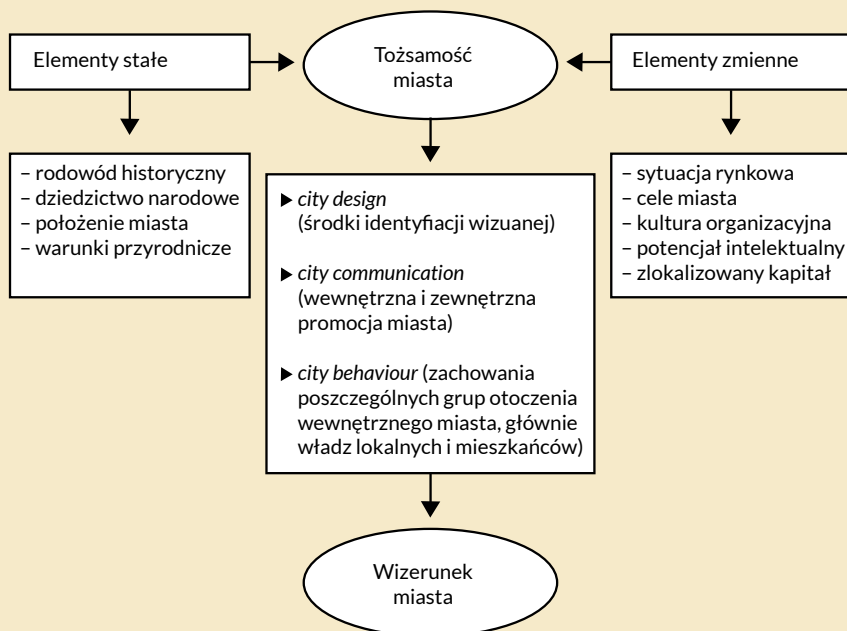 Elementy stałe
Tożsamość
miasta
Elementy zmienne
– rodowód historyczny
– dziedzictwo narodowe
– położenie miasta
– warunki przyrodnicze
▶ city design
(środki identyfiacji wizuanej)
▶ city communication
(wewnętrzna i zewnętrzna
promocja miasta)
▶ city behaviour (zachowania
poszczególnych grup otoczenia
wewnętrznego miasta, głównie
władz lokalnych i mieszkańców)
– sytuacja rynkowa
– cele miasta
– kultura organizacyjna
– potencjał intelektualny
– zlokalizowany kapitał
Wizerunek
miasta